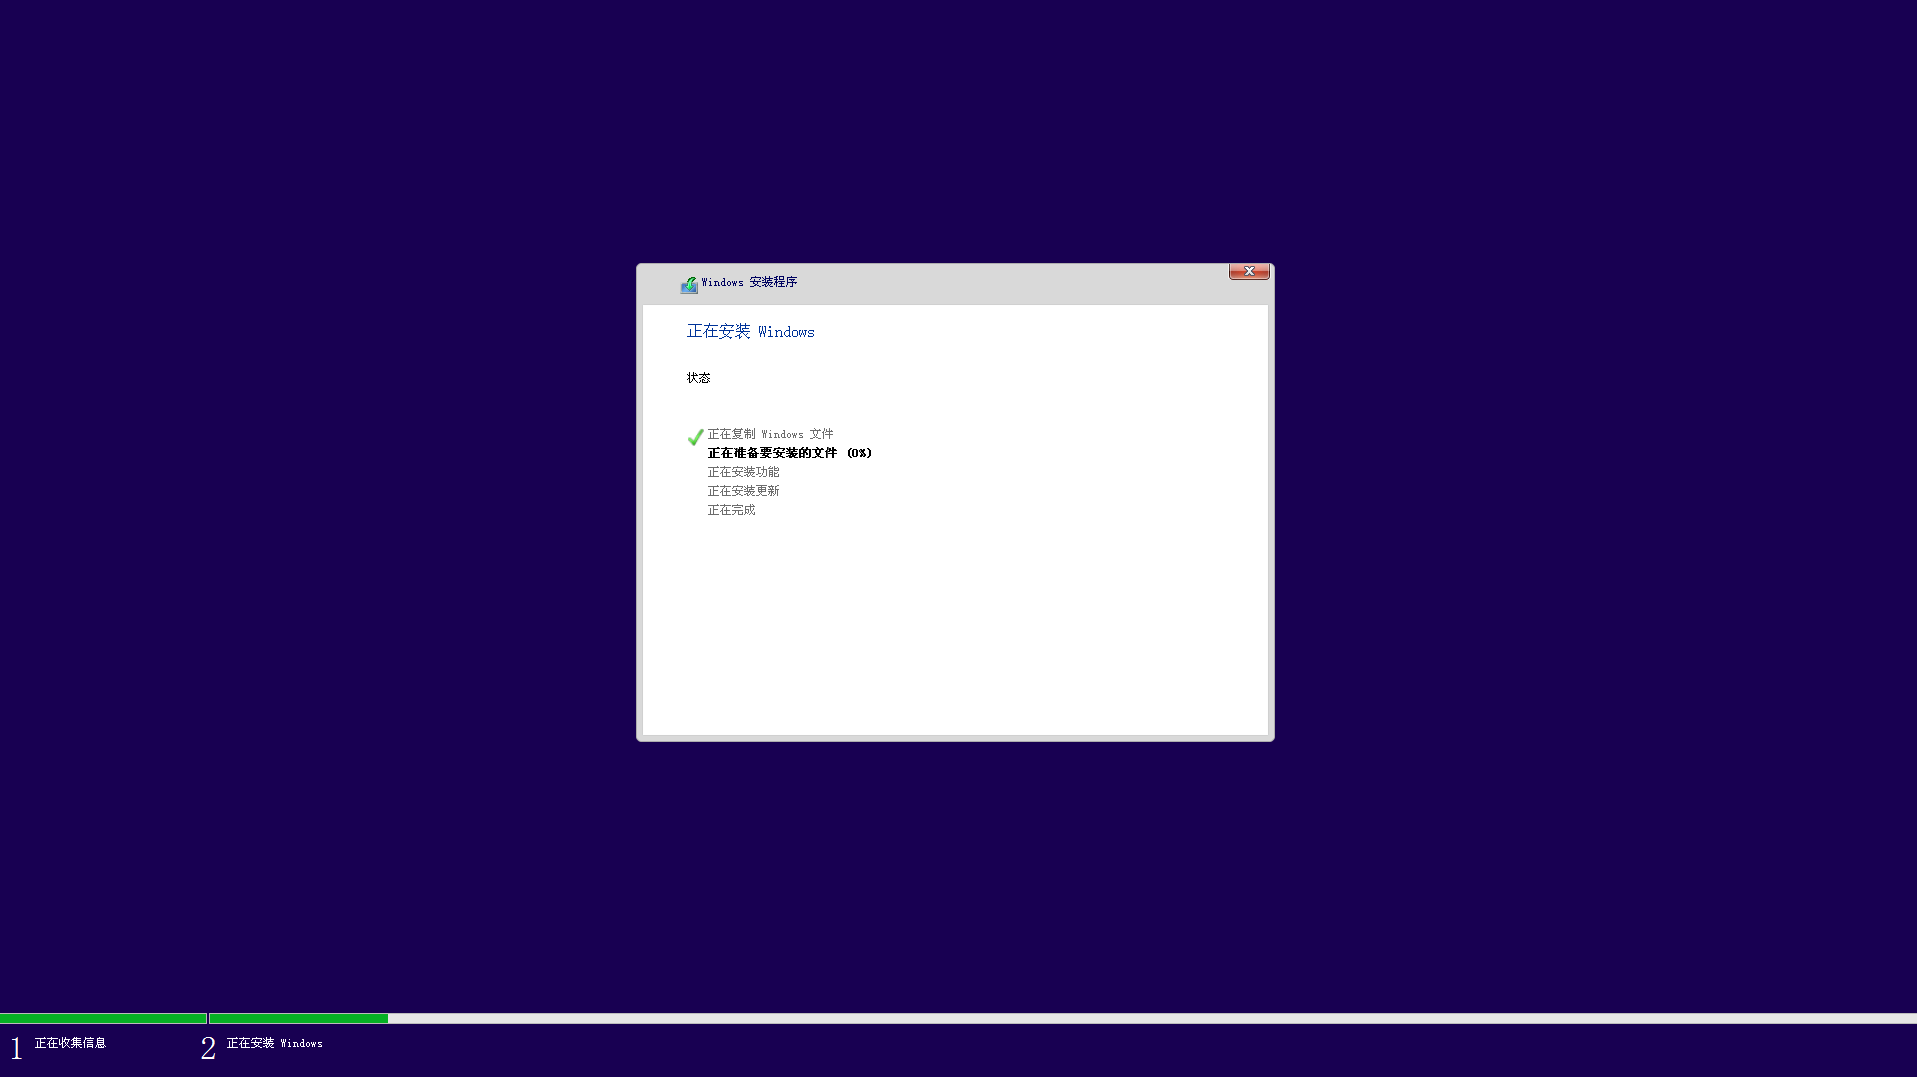 Windows 安装程序
正在安装 Windows
状态
正在复制 Windows 文件
正在准备要安装的文件 (0%)
正在安装功能
正在安装更新
正在完成
1 正在收集信息
2 正在安装 Windows